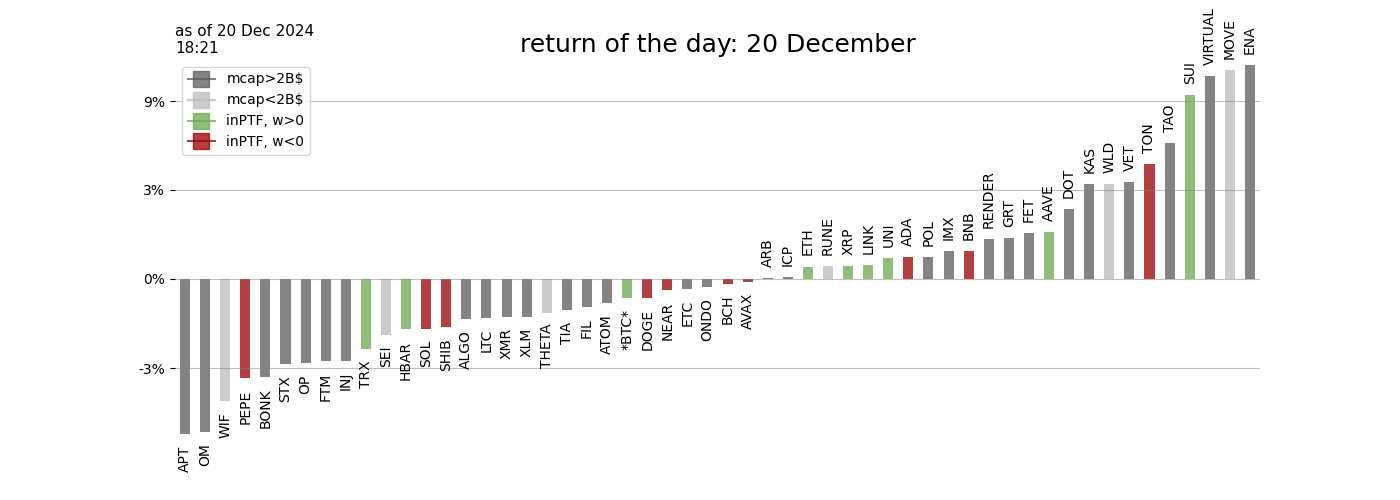 as of 20 Dec 2024
18:21
return of the day: 20 December
mcap>2B$
mcap<2B$
inPTF, w>0
inPTF, w<0
9%
3%
0%
-3%
APT
OM
WIF
PEPE
BONK
STX
OP
FTM
INJ
TRX
SEI
HBAR
SOL
SHIB
ALGO
LTC
XMR
XLM
THETA
TIA
FIL
ATOM
*BTC*
DOGE
NEAR
ETC
ONDO
BCH
AVAX
ARB
ICP
ETH
RUNE
XRP
LINK
UNI
ADA
POL
IMX
BNB
RENDER
GRT
FET
AAVE
DOT
KAS
WLD
VET
TON
TAO
SUI
VIRTUAL
MOVE
ENA